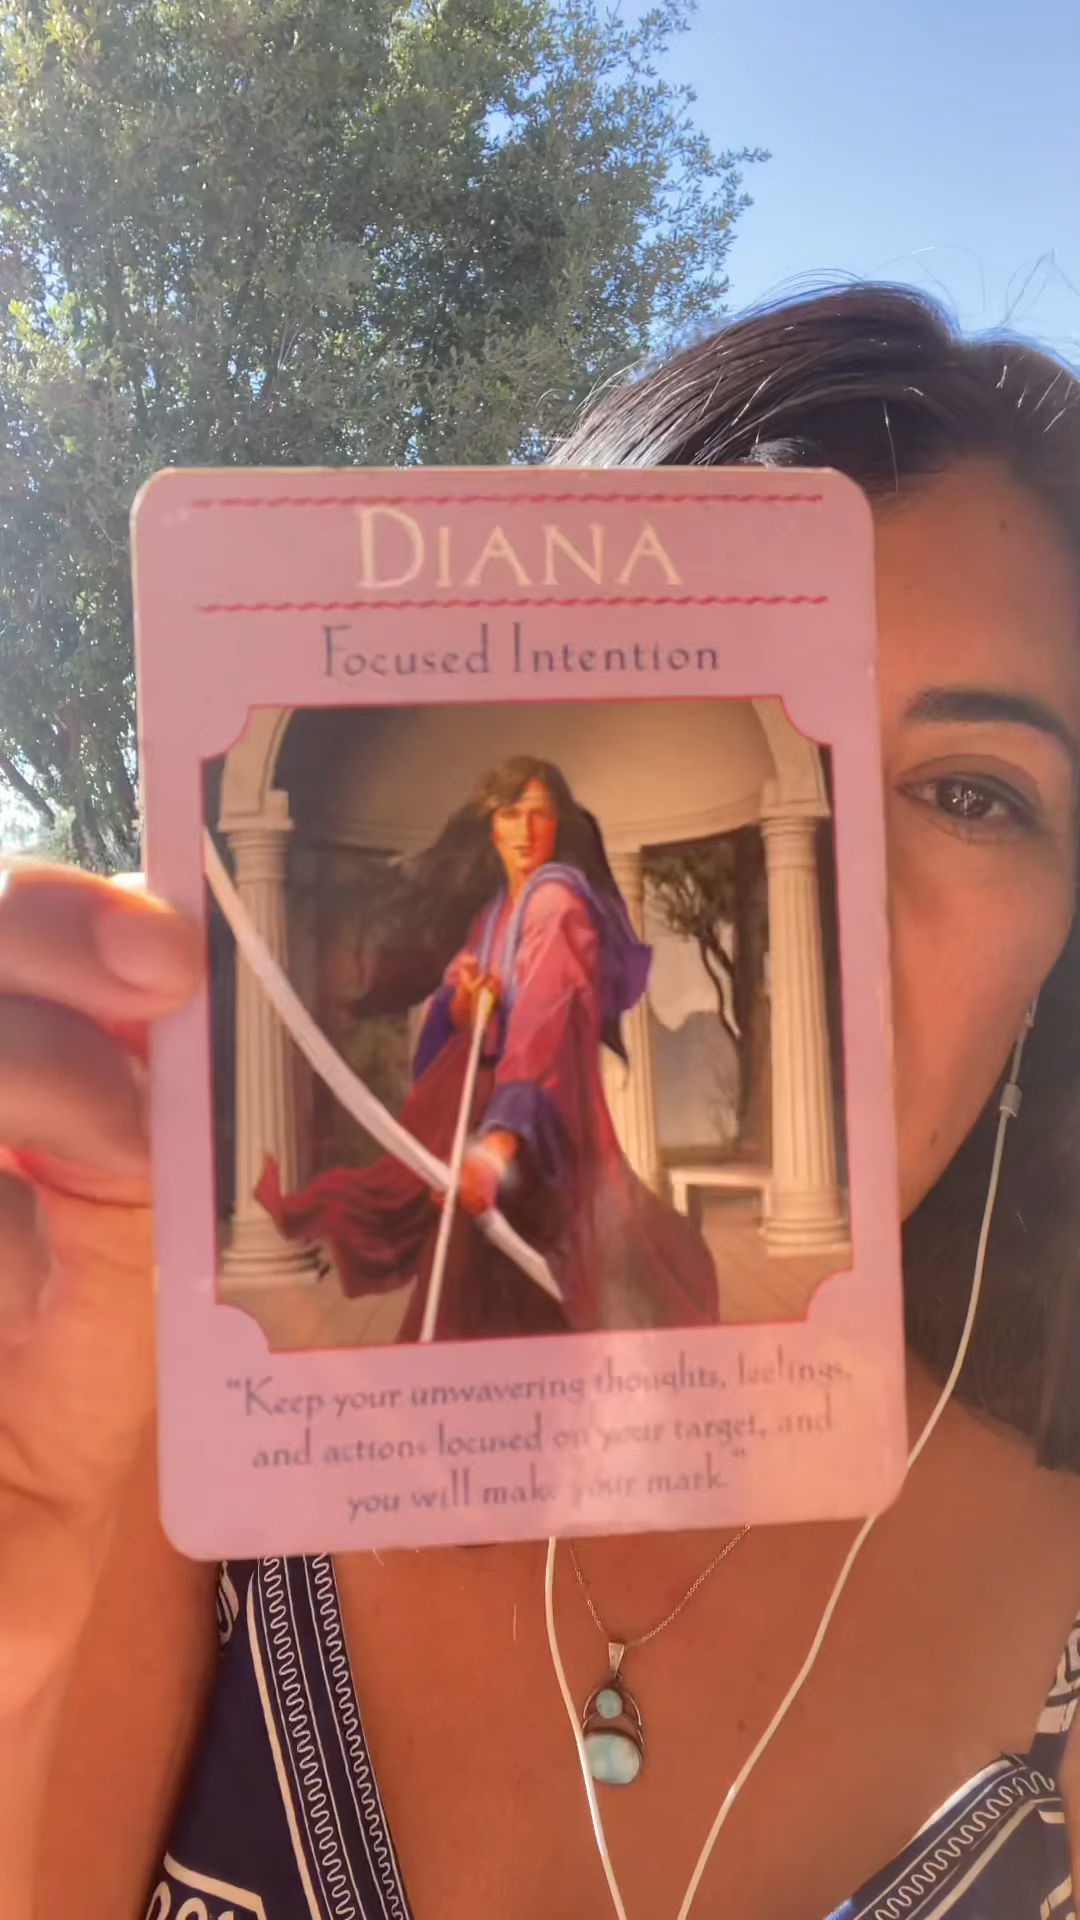 DIANA
Focused Intention
"Keep your unwavering thoughts, feelings,
and actions focused on your target, and
you will make your mark."